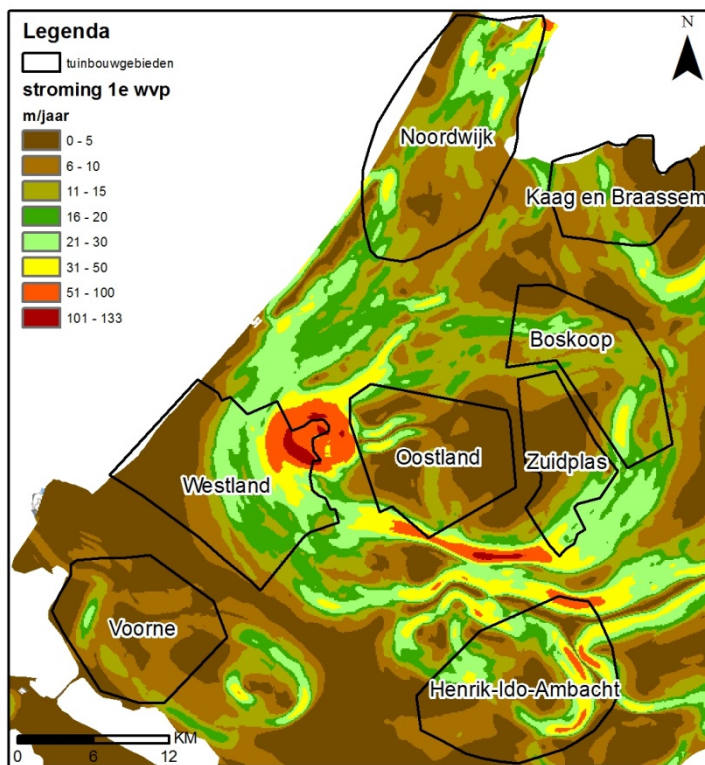 Legenda
tuinbouwgebieden
stroming 1e wvp
m/jaar
0 - 5
6 - 10
11 - 15
16 - 20
21 - 30
31 - 50
51 - 100
101 - 133
N
Noordwijk
Kaag en Braassem
Boskoop
Oostland
Zuidplas
Westland
Voorne
Henrik-Ido-Ambacht
KM
0 6 12